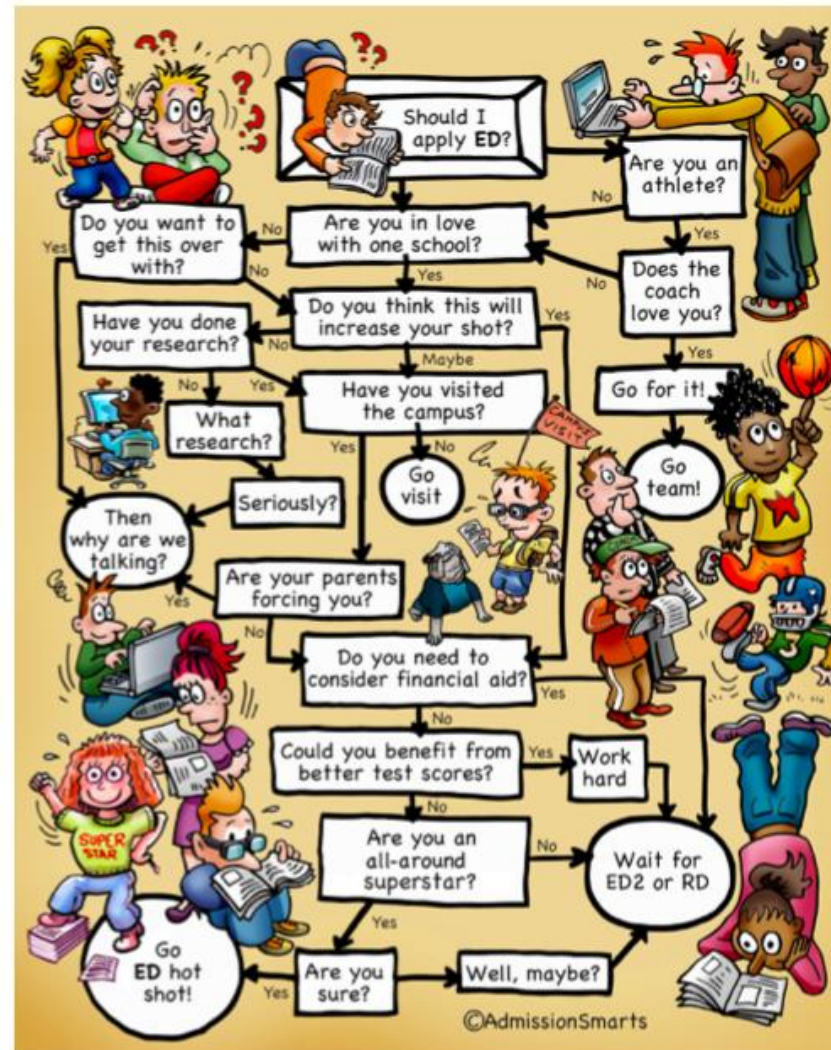 Should I
apply ED?
Are you an
athlete?
No
Yes
Are you in love
with one school?
No
Yes
Do you want to
get this over
with?
Yes
No
Does the
coach
love you?
No
Yes
Do you think this will
increase your shot?
Yes
No
Maybe
Have you done
your research?
No
Yes
Have you visited
the campus?
Yes
No
Go for it!
CAMPUS
VISIT
What
research?
Go
visit
Go
team!
Seriously?
Then
why are we
talking?
Are your parents
forcing you?
Yes
No
Do you need to
consider financial aid?
Yes
No
Could you benefit from
better test scores?
Yes
No
Work
hard
SUPER
STAR
Are you an
all-around
superstar?
No
Yes
Wait for
ED2 or RD
Go
ED hot
shot!
Are you
sure?
Yes
Well, maybe?
©AdmissionSmarts